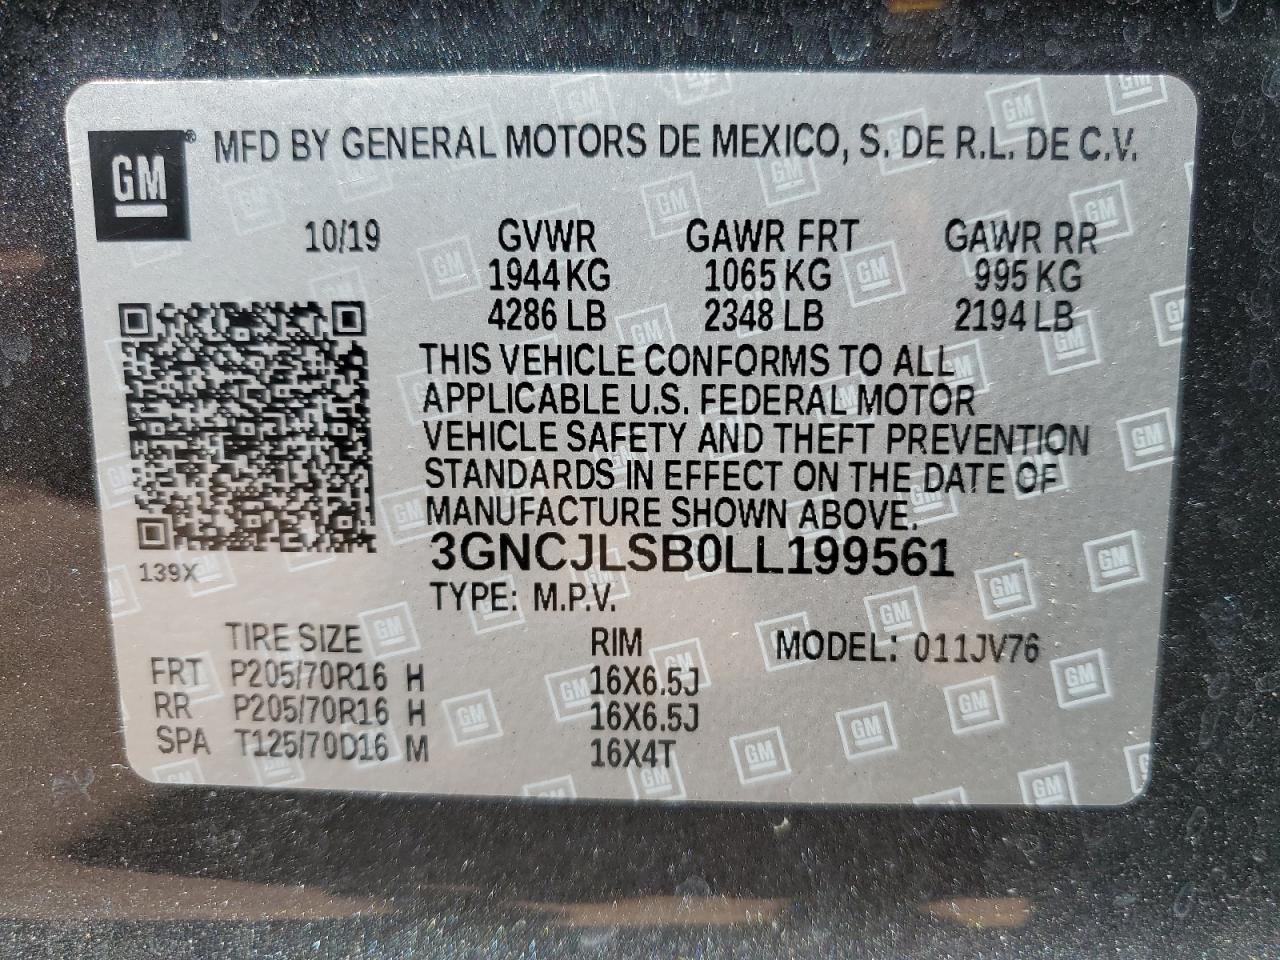 GM® MFD BY GENERAL MOTORS DE MEXICO, S. DE R.L. DE C.V.
10/19 GVWR GAWR FRT GAWR RR
1944 KG 1065 KG 995 KG
4286 LB 2348 LB 2194 LB
THIS VEHICLE CONFORMS TO ALL
APPLICABLE U.S. FEDERAL MOTOR
VEHICLE SAFETY AND THEFT PREVENTION
STANDARDS IN EFFECT ON THE DATE OF
MANUFACTURE SHOWN ABOVE.
3GNCJLSB0LL199561
139X
TYPE: M.P.V.
TIRE SIZE RIM MODEL: 011JV76
FRT P205/70R16 H 16X6.5J
RR P205/70R16 H 16X6.5J
SPA T125/70D16 M 16X4T